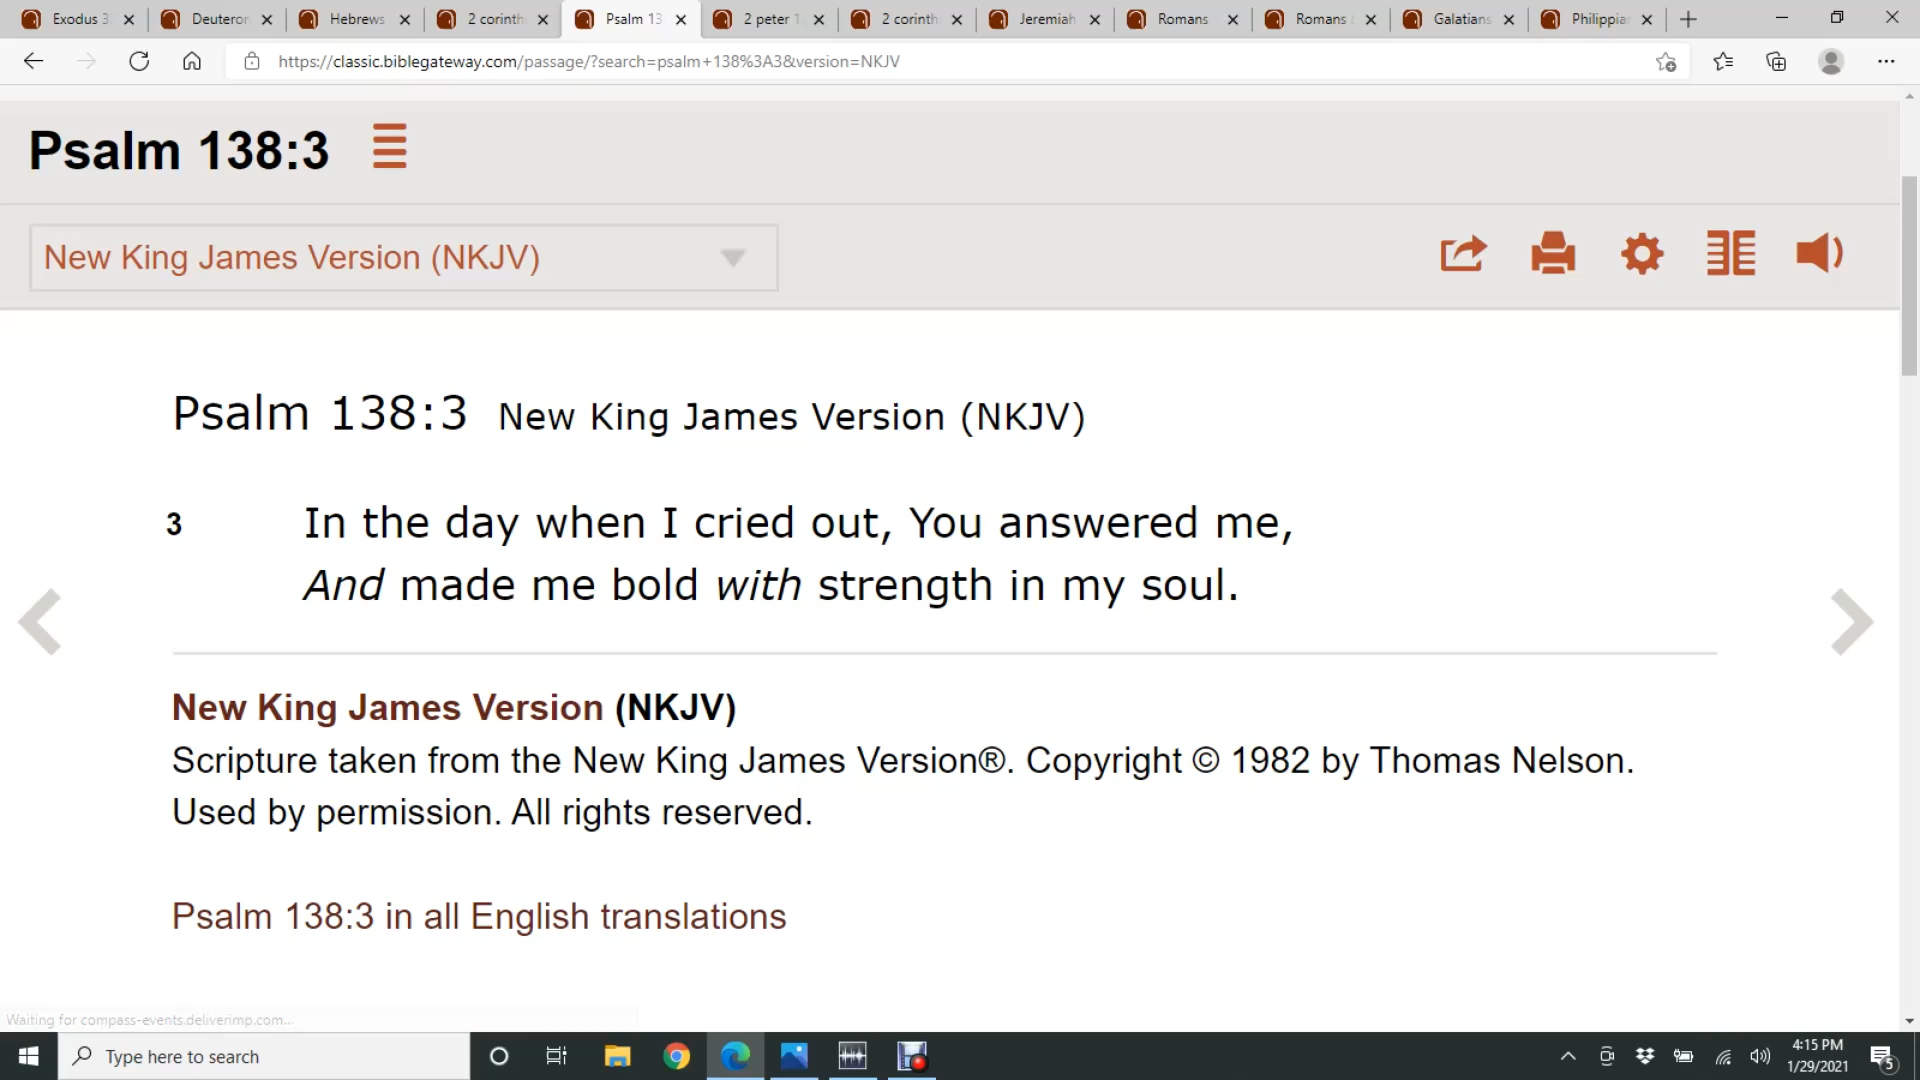 Exodus 3
Deuteron
Hebrews
2 corinth
Psalm 13
2 peter 1
2 corinth
Jeremiah
Romans
Romans
Galatians
Philippian
https://classic.biblegateway.com/passage/?search=psalm+138%3A3&version=NKJV
Psalm 138:3
New King James Version (NKJV)
Psalm 138:3 New King James Version (NKJV)
3 In the day when I cried out, You answered me,
And made me bold with strength in my soul.
New King James Version (NKJV)
Scripture taken from the New King James Version®. Copyright © 1982 by Thomas Nelson.
Used by permission. All rights reserved.
Psalm 138:3 in all English translations
Waiting for compass-events.deliverimp.com...
Type here to search
4:15 PM
1/29/2021
5